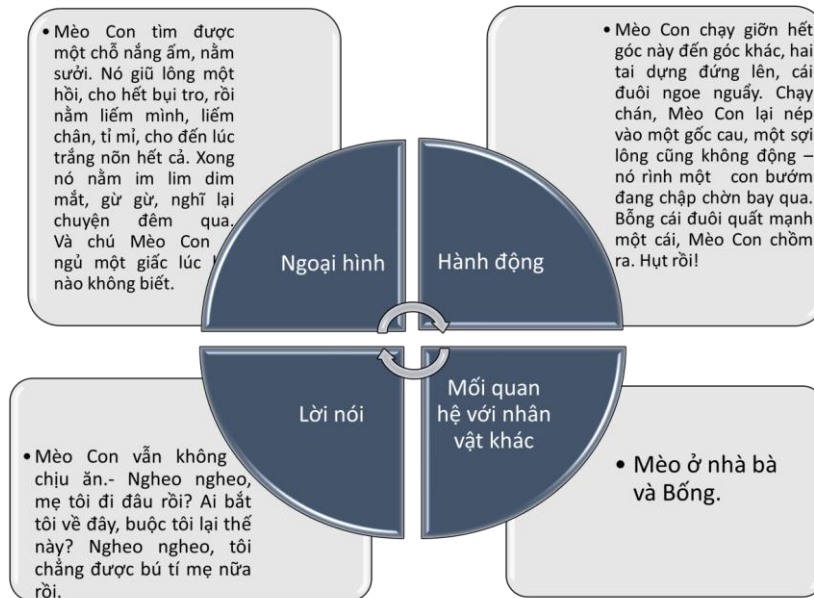 • Mèo Con tìm được
một chỗ nắng ấm, nằm
sưởi. Nó giũ lông một
hồi, cho hết bụi tro, rồi
nằm liếm mình, liếm
chân, tỉ mỉ, cho đến lúc
trắng nõn hết cả. Xong
nó nằm im lim dim
mắt, gừ gừ, nghĩ lại
chuyện đêm qua.
Và chú Mèo Con
ngủ một giấc lúc
nào không biết.
• Mèo Con chạy giỡn hết
góc này đến góc khác, hai
tai dựng đứng lên, cái
đuôi ngoe nguẩy. Chạy
chán, Mèo Con lại nép
vào một gốc cau, một sợi
lông cũng không động –
nó rình một con bướm
đang chập chờn bay qua.
Bỗng cái đuôi quất mạnh
một cái, Mèo Con chồm
ra. Hụt rồi!
Ngoại hình
Hành động
Lời nói
Mối quan
hệ với nhân
vật khác
• Mèo Con vẫn không
chịu ăn.- Ngheo ngheo,
mẹ tôi đi đâu rồi? Ai bắt
tôi về đây, buộc tôi lại thế
này? Ngheo ngheo, tôi
chẳng được bú tí mẹ nữa
rồi.
• Mèo ở nhà bà
và Bống.